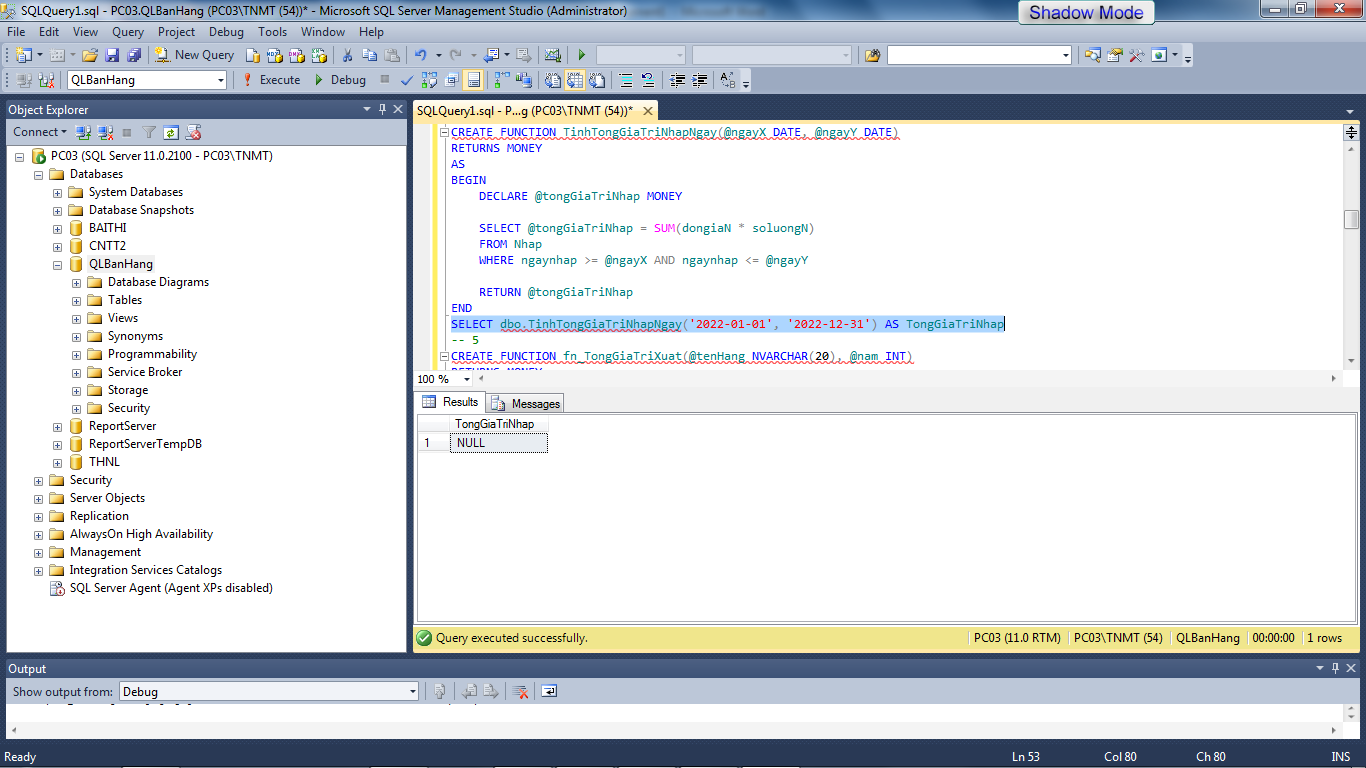 SQLQuery1.sql - PC03.QLBanHang (PC03\TNMT (54))* - Microsoft SQL Server Management Studio (Administrator)
Shadow Mode
File Edit View Query Project Debug Tools Window Help
New Query
QLBanHang Execute Debug
Object Explorer
Connect
PC03 (SQL Server 11.0.2100 - PC03\TNMT)
Databases
System Databases
Database Snapshots
BAITHI
CNTT2
QLBanHang
Database Diagrams
Tables
Views
Synonyms
Programmability
Service Broker
Storage
Security
ReportServer
ReportServerTempDB
THNL
Security
Server Objects
Replication
AlwaysOn High Availability
Management
Integration Services Catalogs
SQL Server Agent (Agent XPs disabled)
SQLQuery1.sql - P...g (PC03\TNMT (54))*
CREATE FUNCTION TinhTongGiaTriNhapNgay(@ngayX DATE, @ngayY DATE)
RETURNS MONEY
AS
BEGIN
DECLARE @tongGiaTriNhap MONEY
SELECT @tongGiaTriNhap = SUM(dongiaN * soluongN)
FROM Nhap
WHERE ngaynhap >= @ngayX AND ngaynhap <= @ngayY
RETURN @tongGiaTriNhap
END
SELECT dbo.TinhTongGiaTriNhapNgay('2022-01-01', '2022-12-31') AS TongGiaTriNhap
-- 5
CREATE FUNCTION fn_TongGiaTriXuat(@tenHang NVARCHAR(20), @nam INT)
RETURNS MONEY
100 %
Results Messages
TongGiaTriNhap
1 NULL
Query executed successfully. PC03 (11.0 RTM) PC03\TNMT (54) QLBanHang 00:00:00 1 rows
Output
Show output from: Debug
Ready Ln 53 Col 80 Ch 80 INS